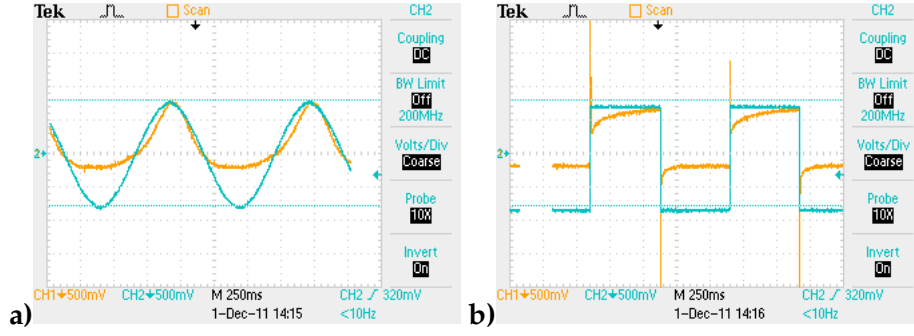 Tek Scan CH2
Coupling
DC
BW Limit
Off
200MHz
2
Volts/Div
Coarse
Probe
10X
Invert
On
CH1 500mV CH2 500mV M 250ms CH2 320mV
1-Dec-11 14:15 <10Hz
a)
Tek Scan CH2
Coupling
DC
BW Limit
Off
200MHz
2
Volts/Div
Coarse
Probe
10X
Invert
On
CH1 500mV CH2 500mV M 250ms CH2 320mV
1-Dec-11 14:16 <10Hz
b)